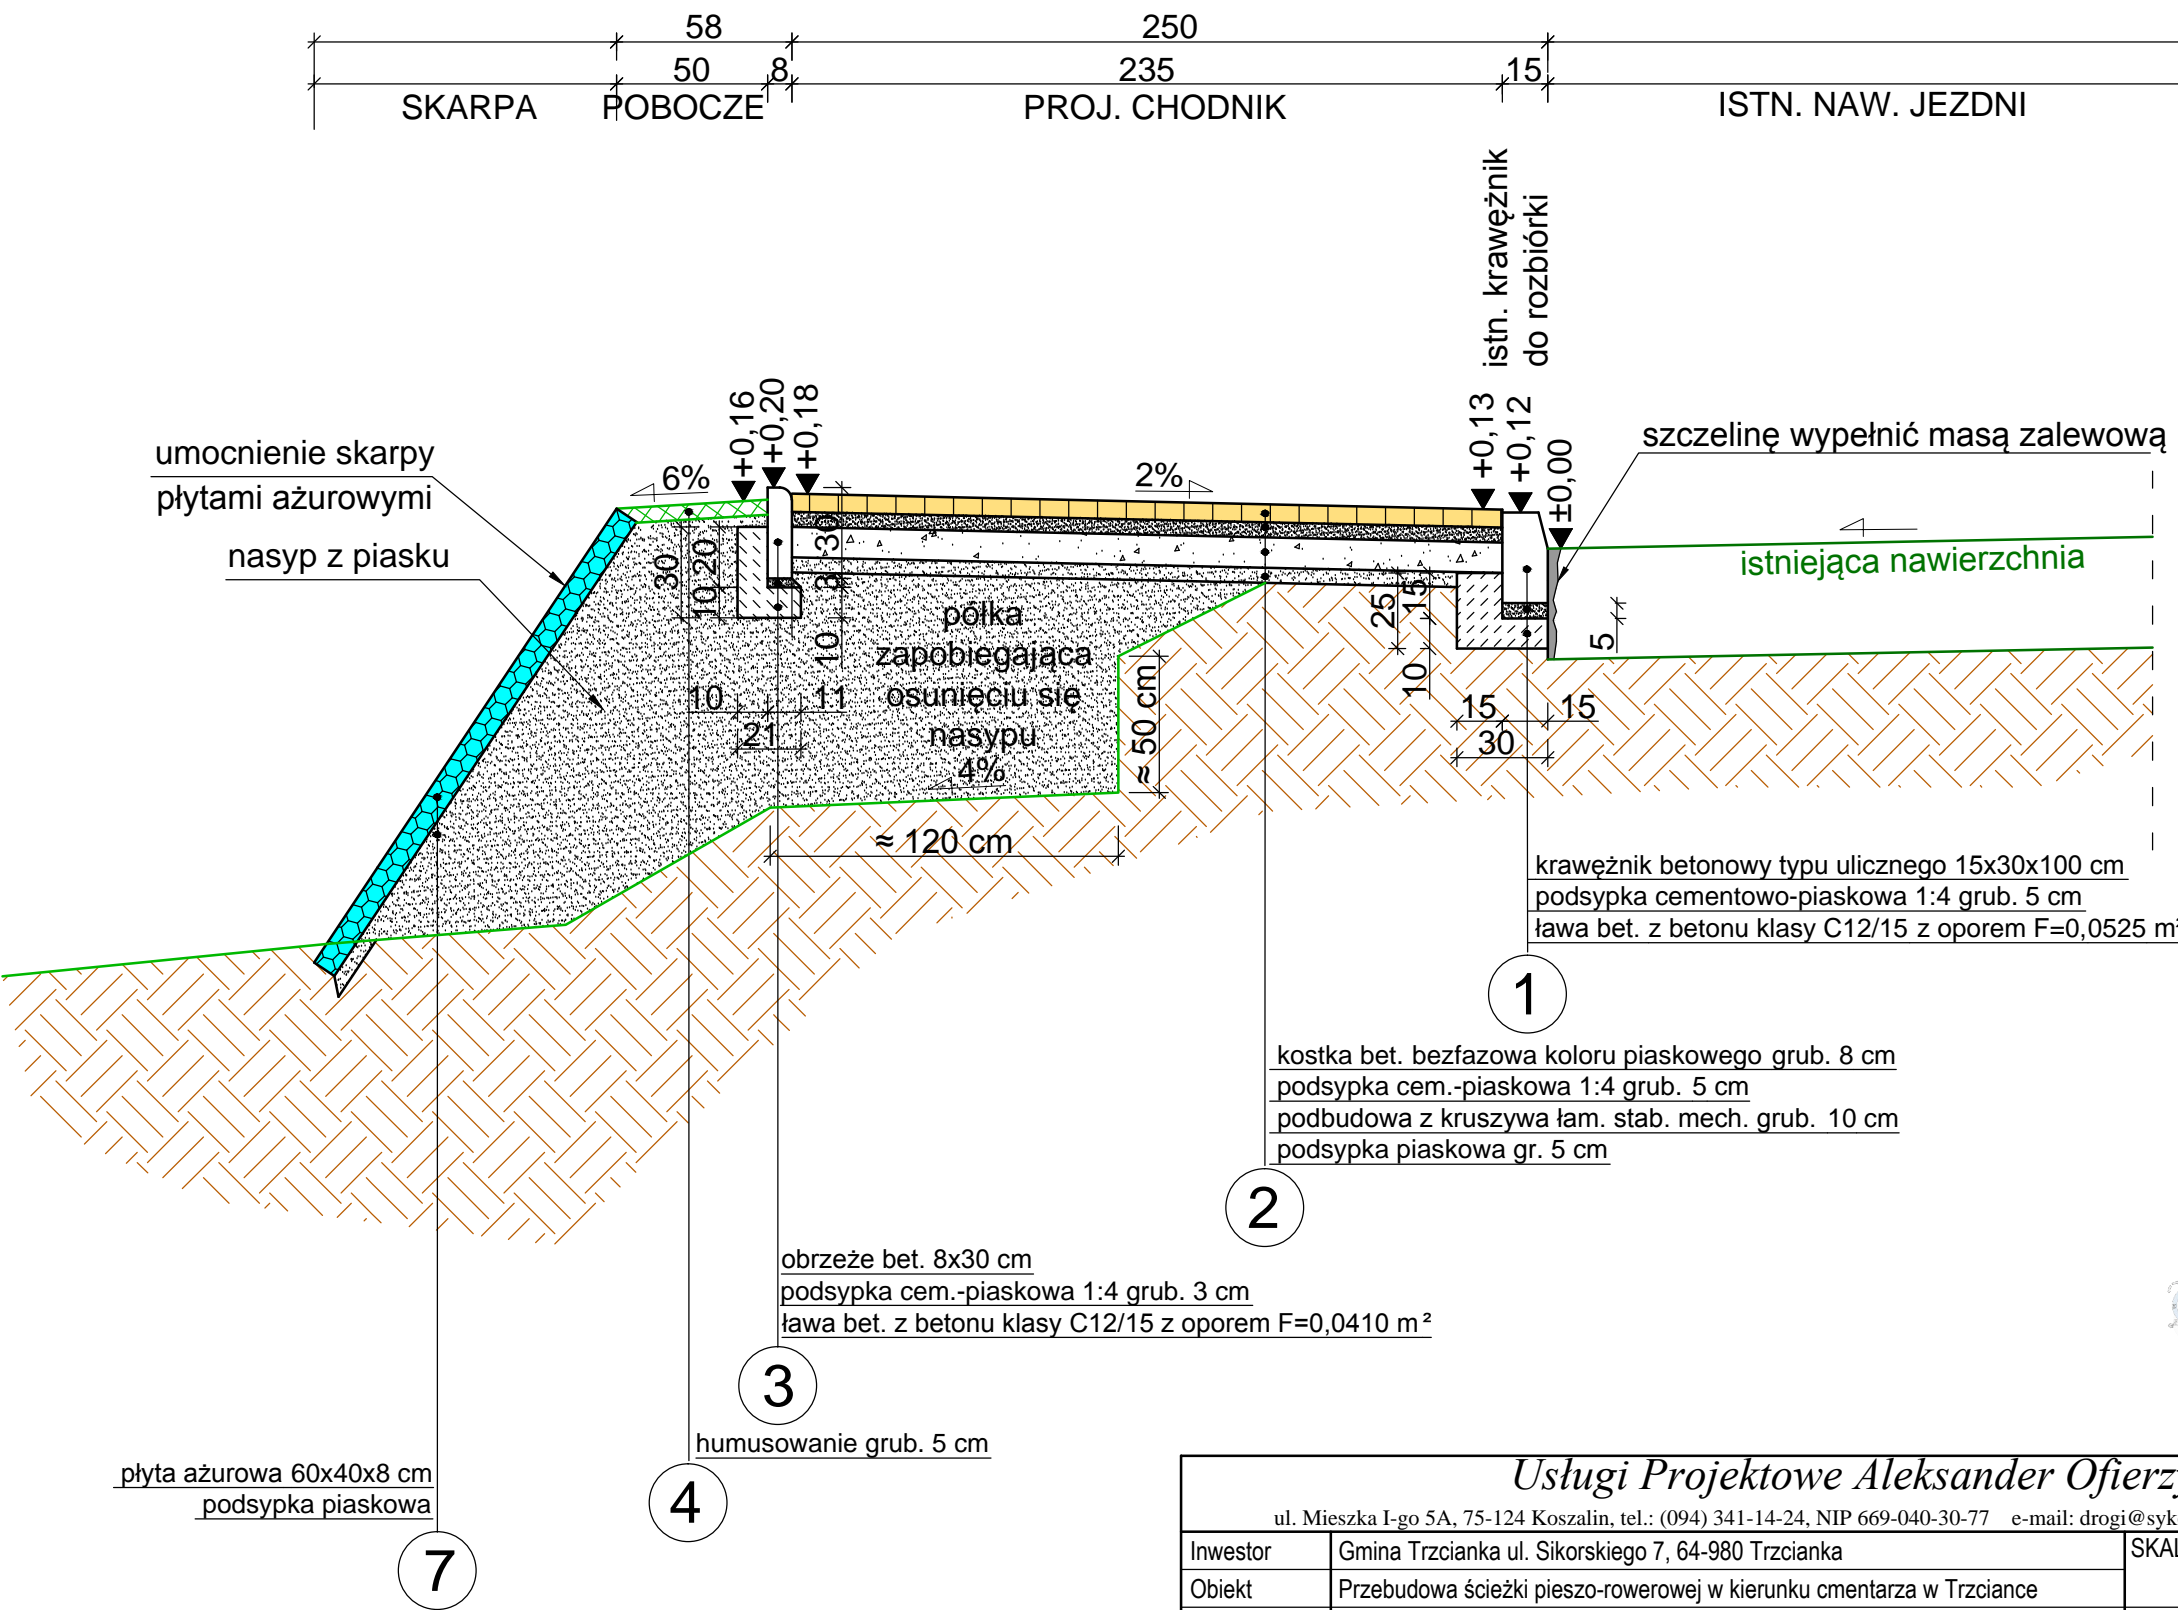 58
250
50
8
235
15
SKARPA
POBOCZE
PROJ. CHODNIK
ISTN. NAW. JEZDNI
istn. krawężnik
do rozbiórki
+0,16
+0,20
+0,18
+0,13
+0,12
±0,00
szczelinę wypełnić masą zalewową
umocnienie skarpy
płytami ażurowymi
nasyp z piasku
6%
2%
istniejąca nawierzchnia
30
20
10
30
3
10
10
11
21
półka
zapobiegająca
osunięciu się
nasypu
4%
≈ 50 cm
≈ 120 cm
25
15
10
5
15
15
30
krawężnik betonowy typu ulicznego 15x30x100 cm
podsypka cementowo-piaskowa 1:4 grub. 5 cm
ława bet. z betonu klasy C12/15 z oporem F=0,0525 m²
1
kostka bet. bezfazowa koloru piaskowego grub. 8 cm
podsypka cem.-piaskowa 1:4 grub. 5 cm
podbudowa z kruszywa łam. stab. mech. grub. 10 cm
podsypka piaskowa gr. 5 cm
2
obrzeże bet. 8x30 cm
podsypka cem.-piaskowa 1:4 grub. 3 cm
ława bet. z betonu klasy C12/15 z oporem F=0,0410 m²
3
humusowanie grub. 5 cm
4
płyta ażurowa 60x40x8 cm
podsypka piaskowa
7
Usługi Projektowe Aleksander
ul. Mieszka I-go 5A, 75-124 Koszalin, tel.: (094) 341-14-24, NIP 669-040-30-77 e-mail:
Inwestor
Gmina Trzcianka ul. Sikorskiego 7, 64-980 Trzcianka
Obiekt
Przebudowa ścieżki pieszo-rowerowej w kierunku cmentarza w Trzciance